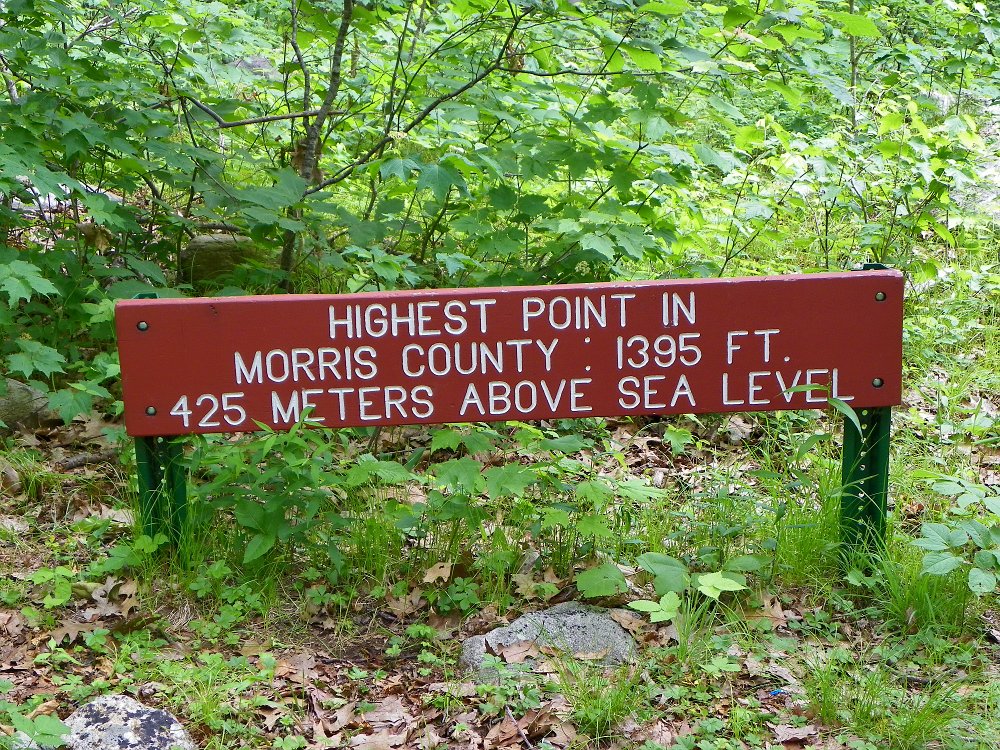 HIGHEST POINT IN
MORRIS COUNTY : 1395 FT.
425 METERS ABOVE SEA LEVEL